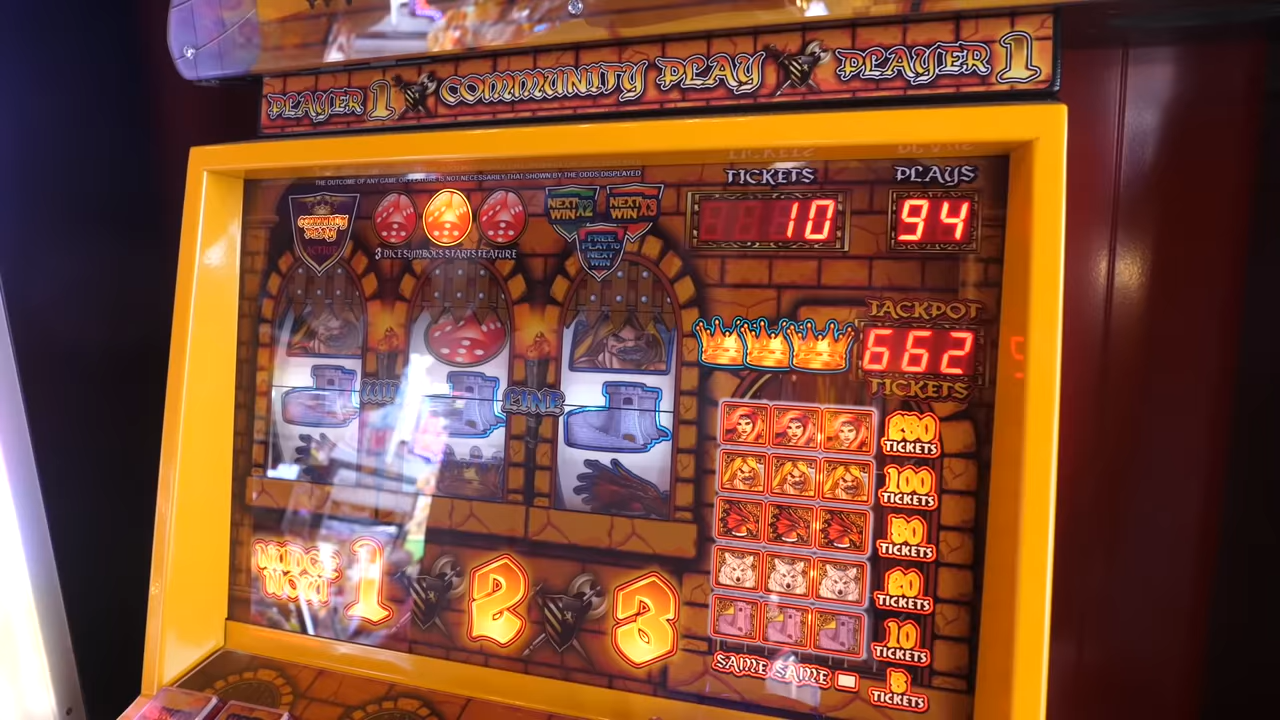 PLAYER 1 COMMUNITY PLAY PLAYER 1
THE OUTCOME OF ANY GAME OR FEATURE IS NOT NECESSARILY THAT SHOWN BY THE ODDS DISPLAYED
COMMUNITY
PLAY
ACTIVE
3 DICE SYMBOLS STARTS FEATURE
NEXT
WIN X2
NEXT
WIN X3
FREE
PLAY TO
NEXT
WIN
TICKETS
10
PLAYS
94
JACKPOT
662
TICKETS
WIN LINE
250
TICKETS
100
TICKETS
50
TICKETS
20
TICKETS
10
TICKETS
SAME SAME
5
TICKETS
NUDGE
NOW!
1 2 3